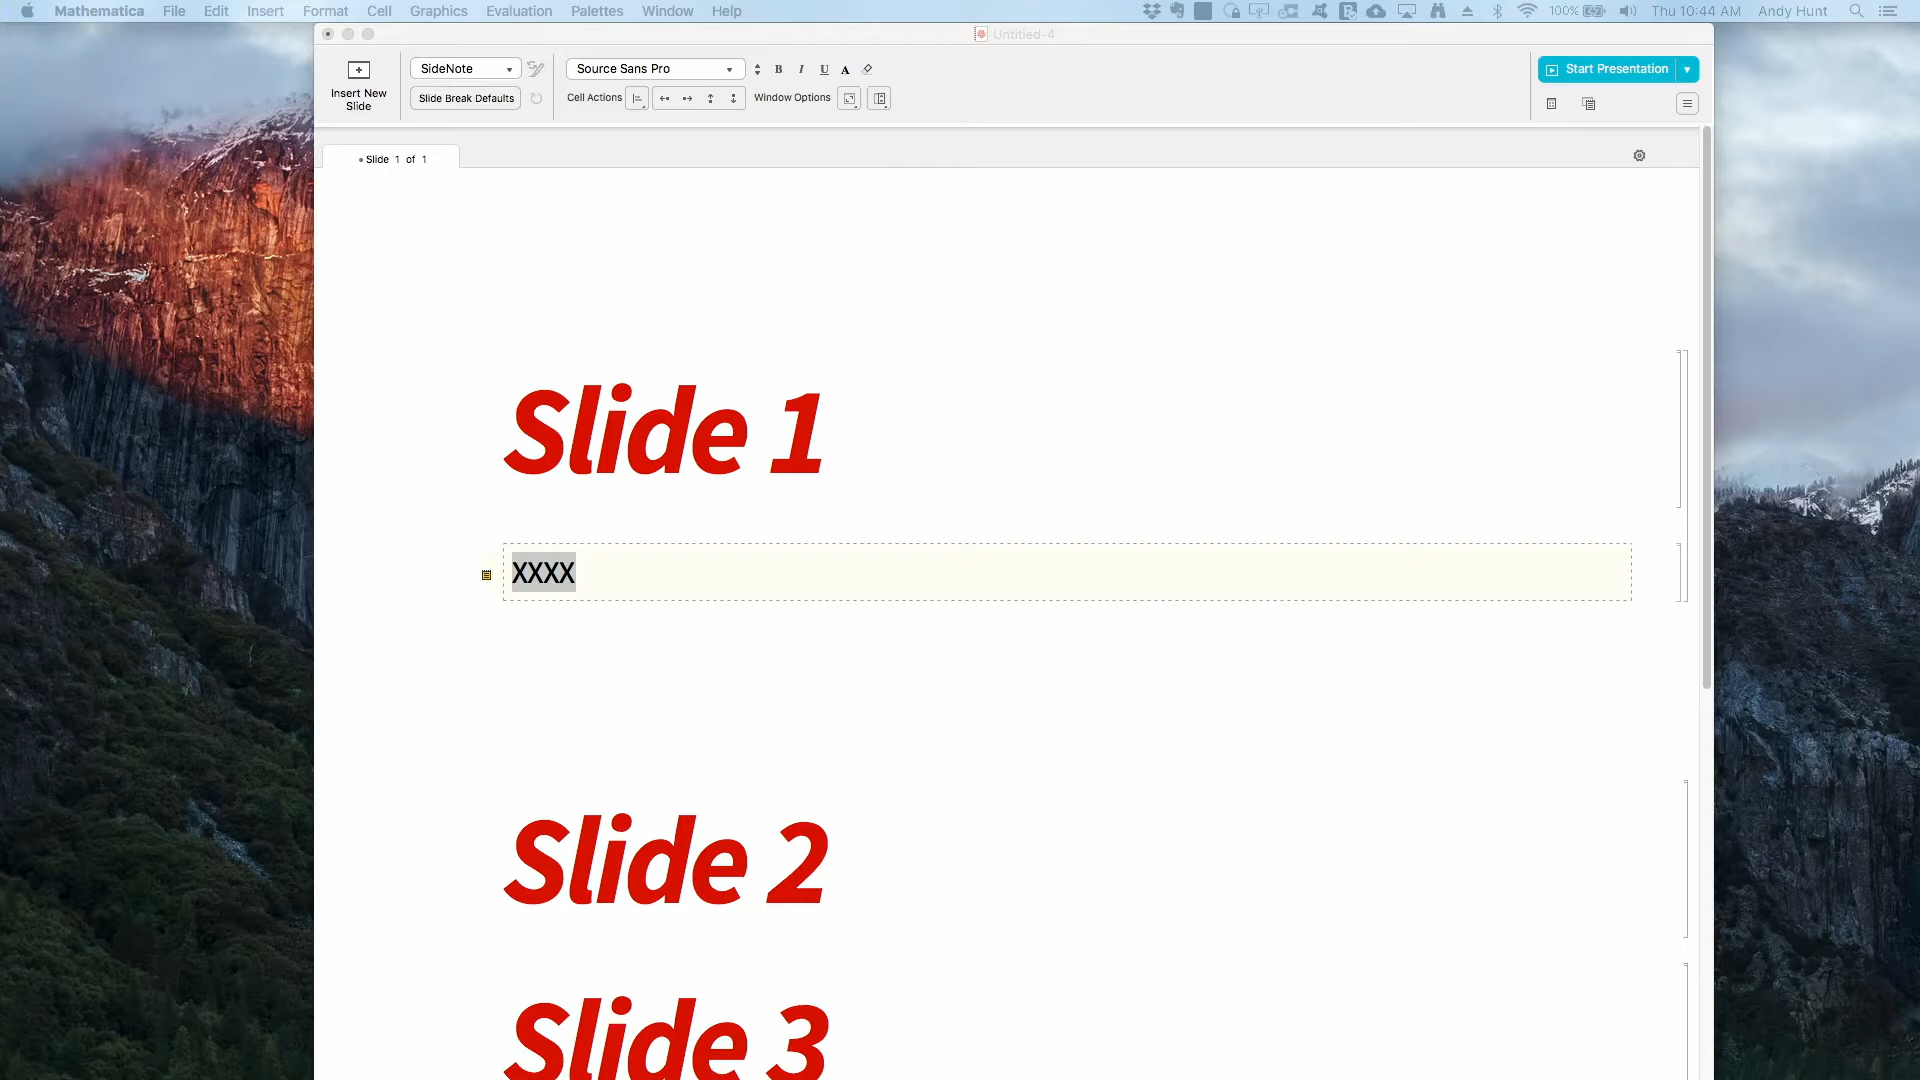 Mathematica File Edit Insert Format Cell Graphics Evaluation Palettes Window Help 100% Thu 10:44 AM Andy Hunt
Untitled-4
Insert New
Slide
SideNote
Slide Break Defaults
Source Sans Pro B I U A
Cell Actions
Window Options
Start Presentation
Slide 1 of 1
Slide 1
XXXX
Slide 2
Slide 3